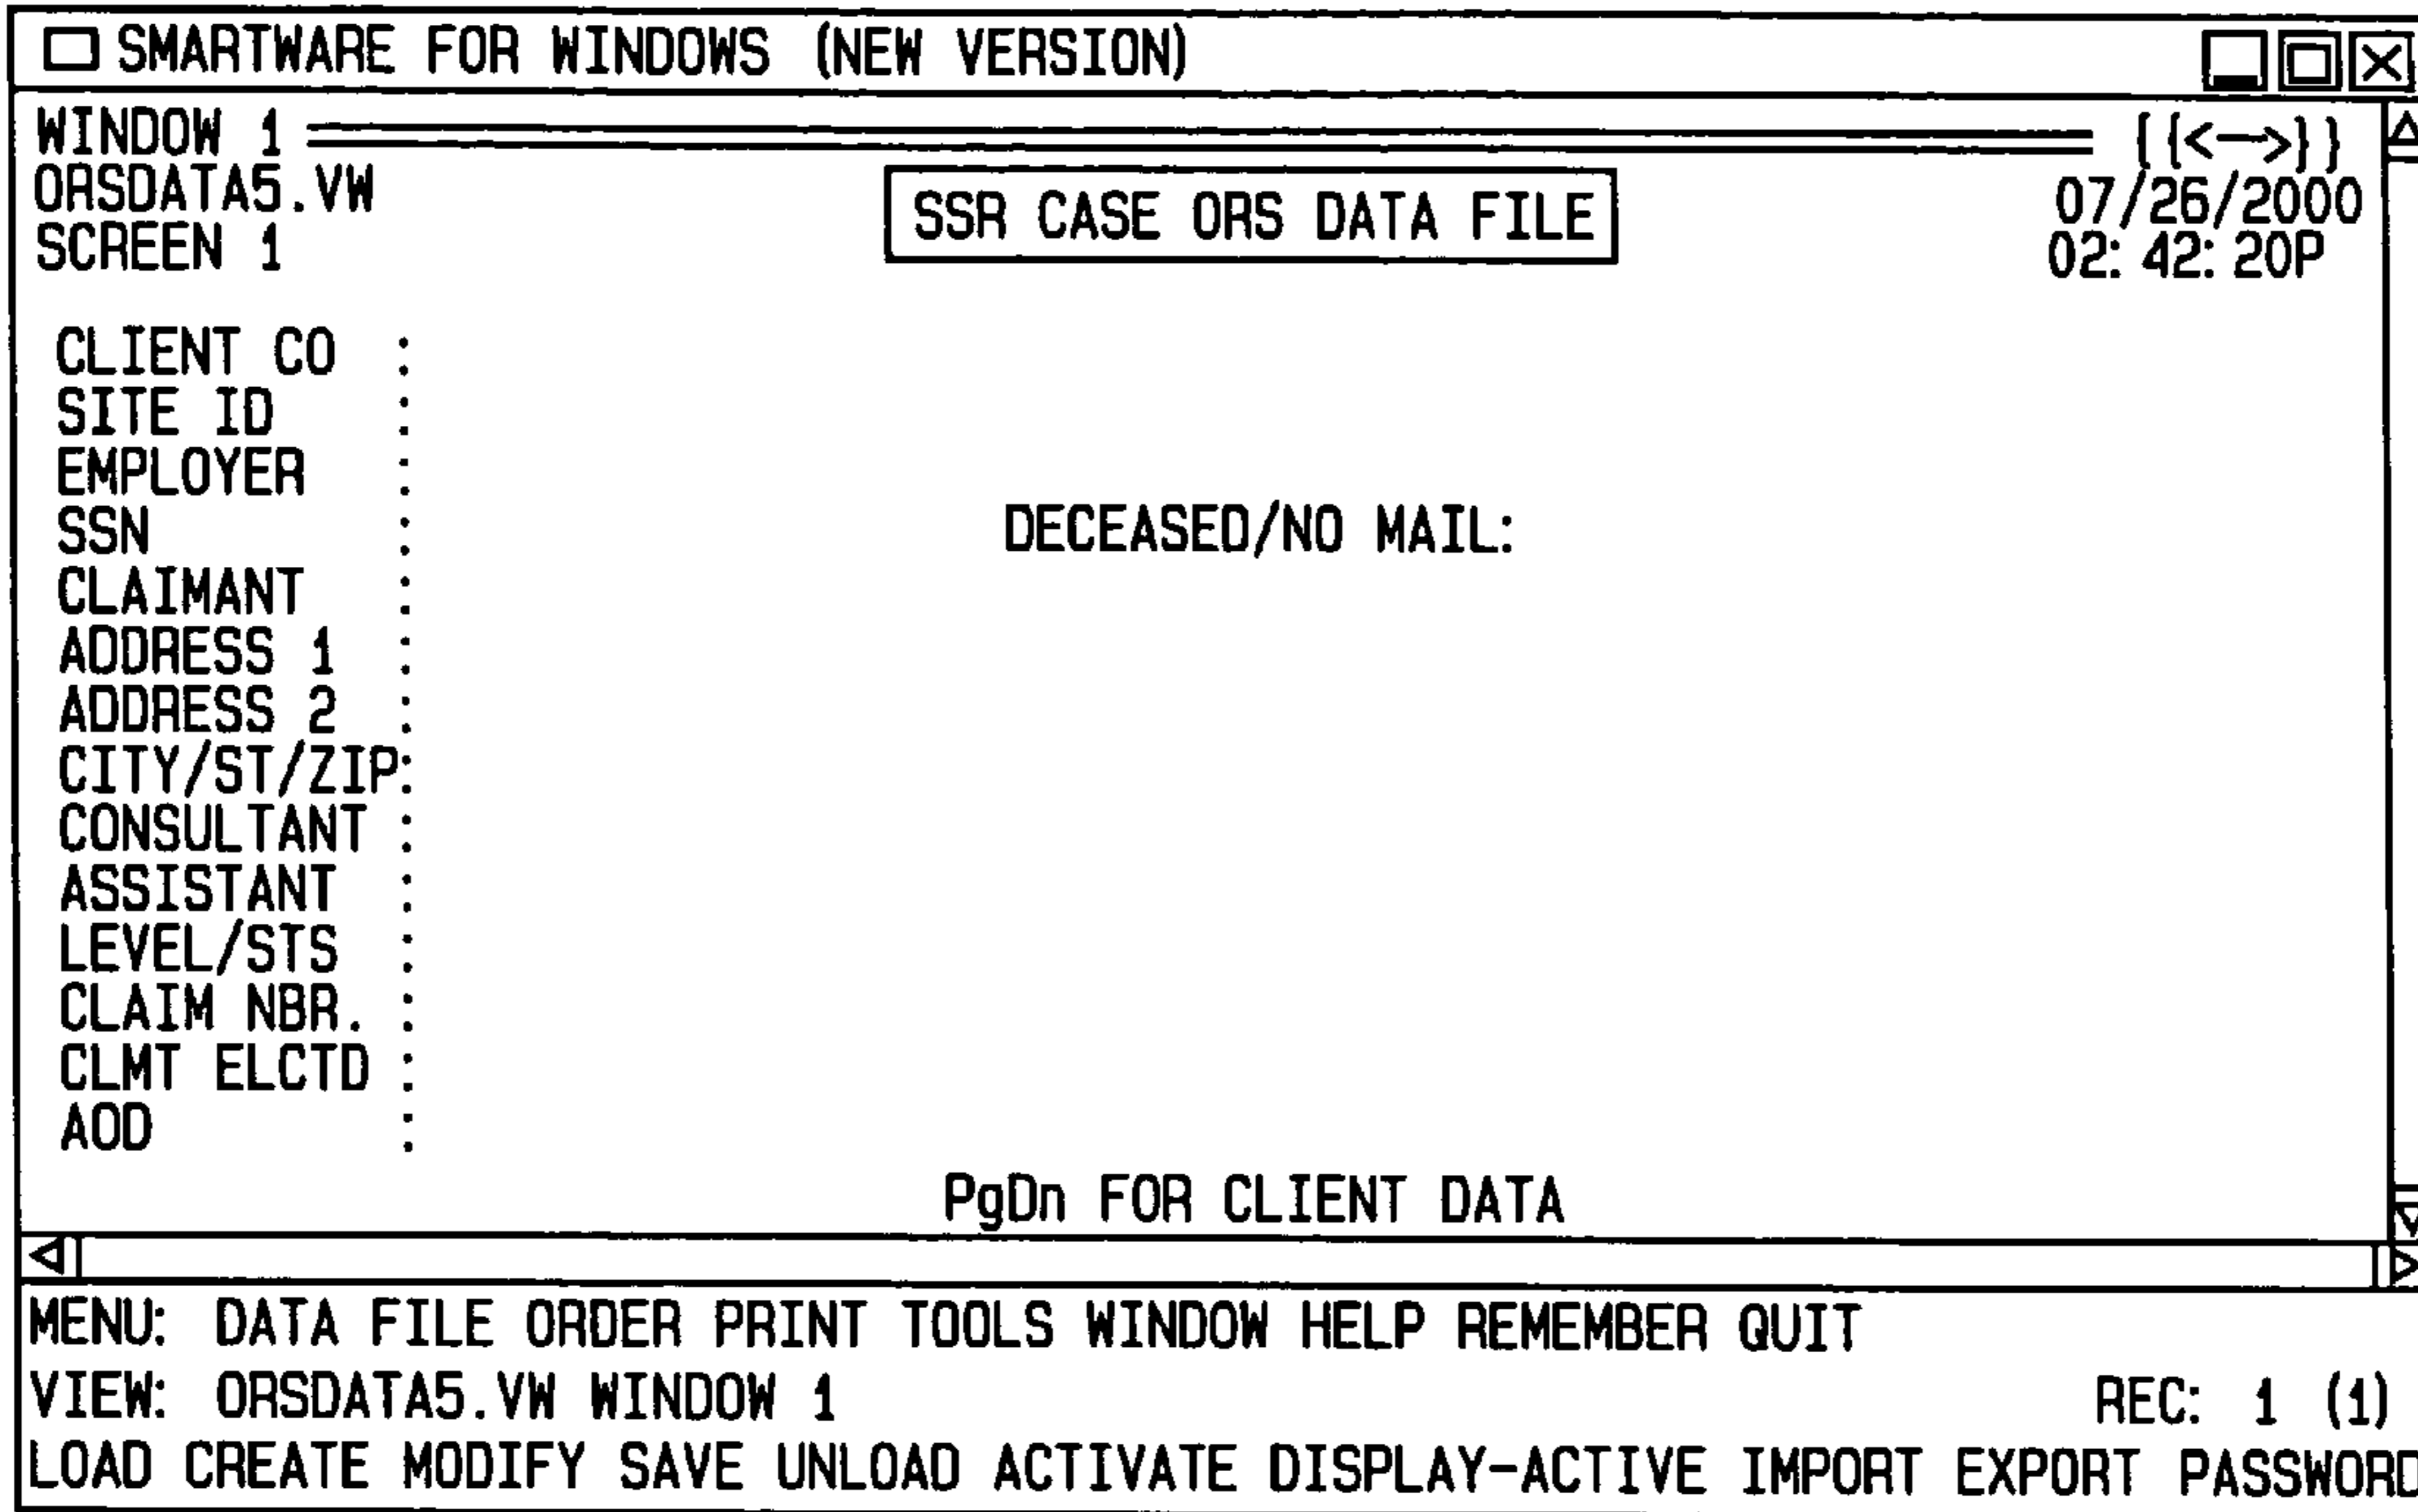 SMARTWARE FOR WINDOWS (NEW VERSION)
WINDOW 1 {{<->}}
ORSDATA5.VW SSR CASE ORS DATA FILE 07/26/2000
SCREEN 1 02:42:20P
CLIENT CO :
SITE ID :
EMPLOYER :
SSN : DECEASED/NO MAIL:
CLAIMANT :
ADDRESS 1 :
ADDRESS 2 :
CITY/ST/ZIP:
CONSULTANT :
ASSISTANT :
LEVEL/STS :
CLAIM NBR. :
CLMT ELCTD :
AOD :
PgDn FOR CLIENT DATA
MENU: DATA FILE ORDER PRINT TOOLS WINDOW HELP REMEMBER QUIT
VIEW: ORSDATA5.VW WINDOW 1 REC: 1 (1)
LOAD CREATE MODIFY SAVE UNLOAD ACTIVATE DISPLAY-ACTIVE IMPORT EXPORT PASSWORD